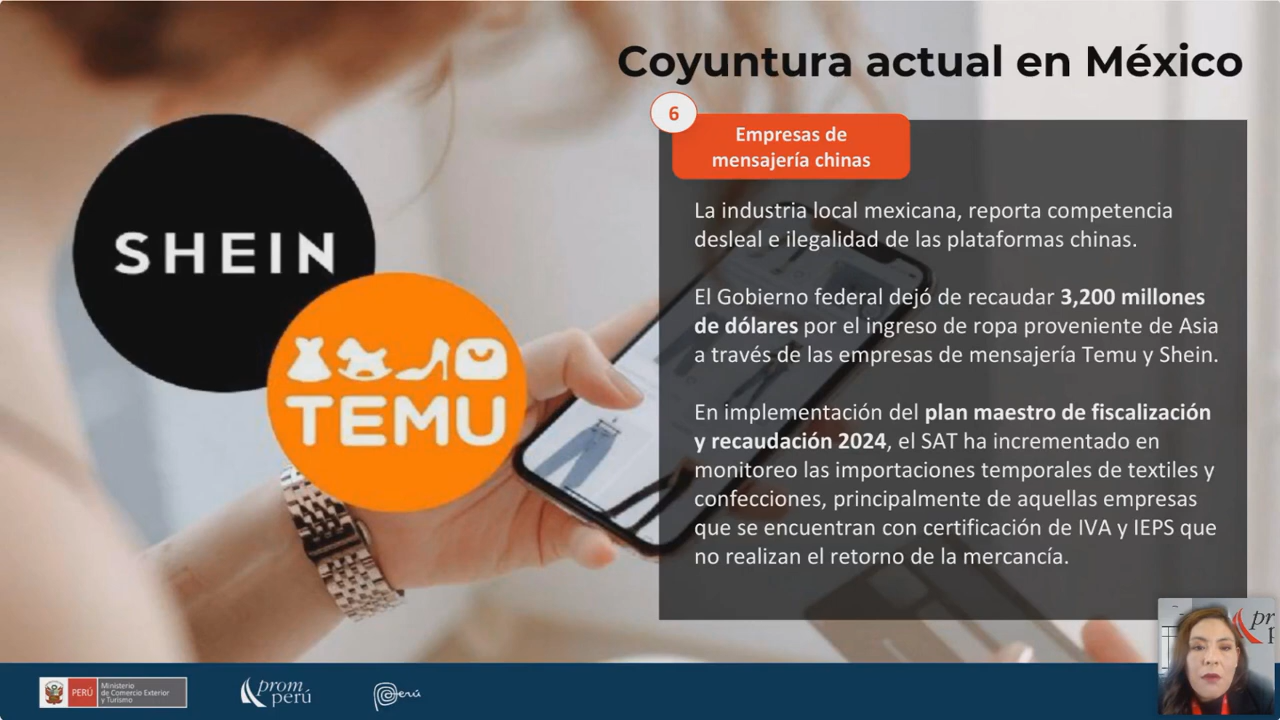 Coyuntura actual en México
6
Empresas de
mensajería chinas
La industria local mexicana, reporta competencia
desleal e ilegalidad de las plataformas chinas.
El Gobierno federal dejó de recaudar 3,200 millones
de dólares por el ingreso de ropa proveniente de Asia
a través de las empresas de mensajería Temu y Shein.
En implementación del plan maestro de fiscalización
y recaudación 2024, el SAT ha incrementado en
monitoreo las importaciones temporales de textiles y
confecciones, principalmente de aquellas empresas
que se encuentran con certificación de IVA y IEPS que
no realizan el retorno de la mercancía.
SHEIN
TEMU
PERÚ
Ministerio
de Comercio Exterior
y Turismo
prom
perú
Perú
pr